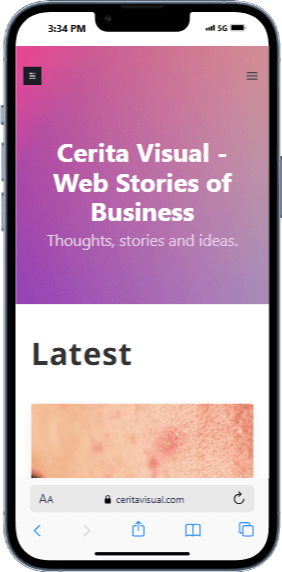 3:34 PM
5G
Cerita Visual -
Web Stories of
Business
Thoughts, stories and ideas.
Latest
AA
ceritavisual.com